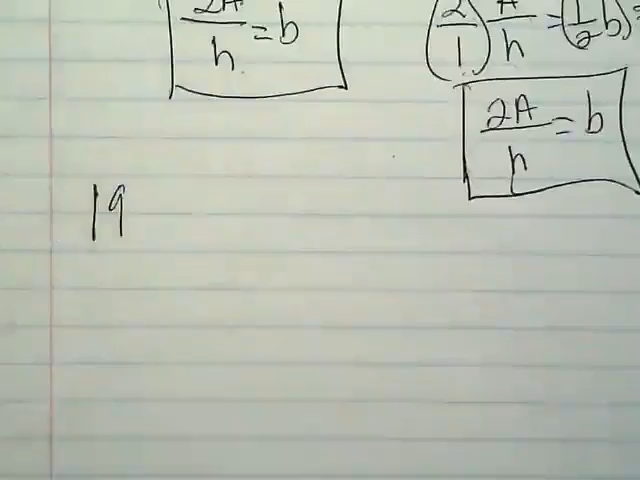 2A/h = b
(2/1) A/h = (1/2 b)
2A/h = b
19